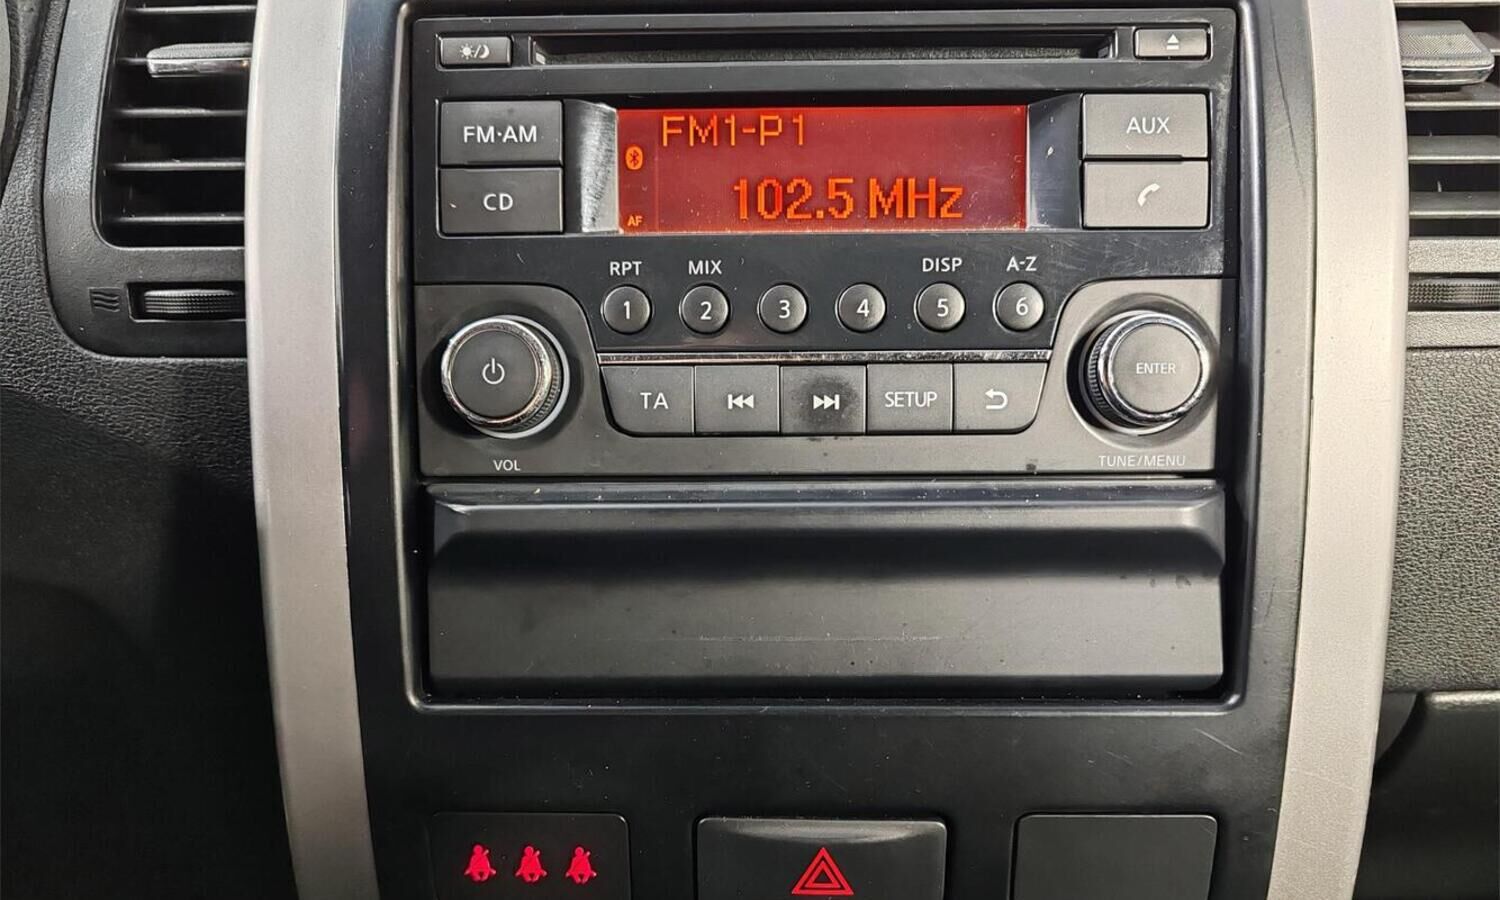 FM1-P1
FM·AM
AUX
CD
AF
102.5 MHz
RPT MIX DISP A-Z
1 2 3 4 5 6
ENTER
TA SETUP
VOL
TUNE/MENU